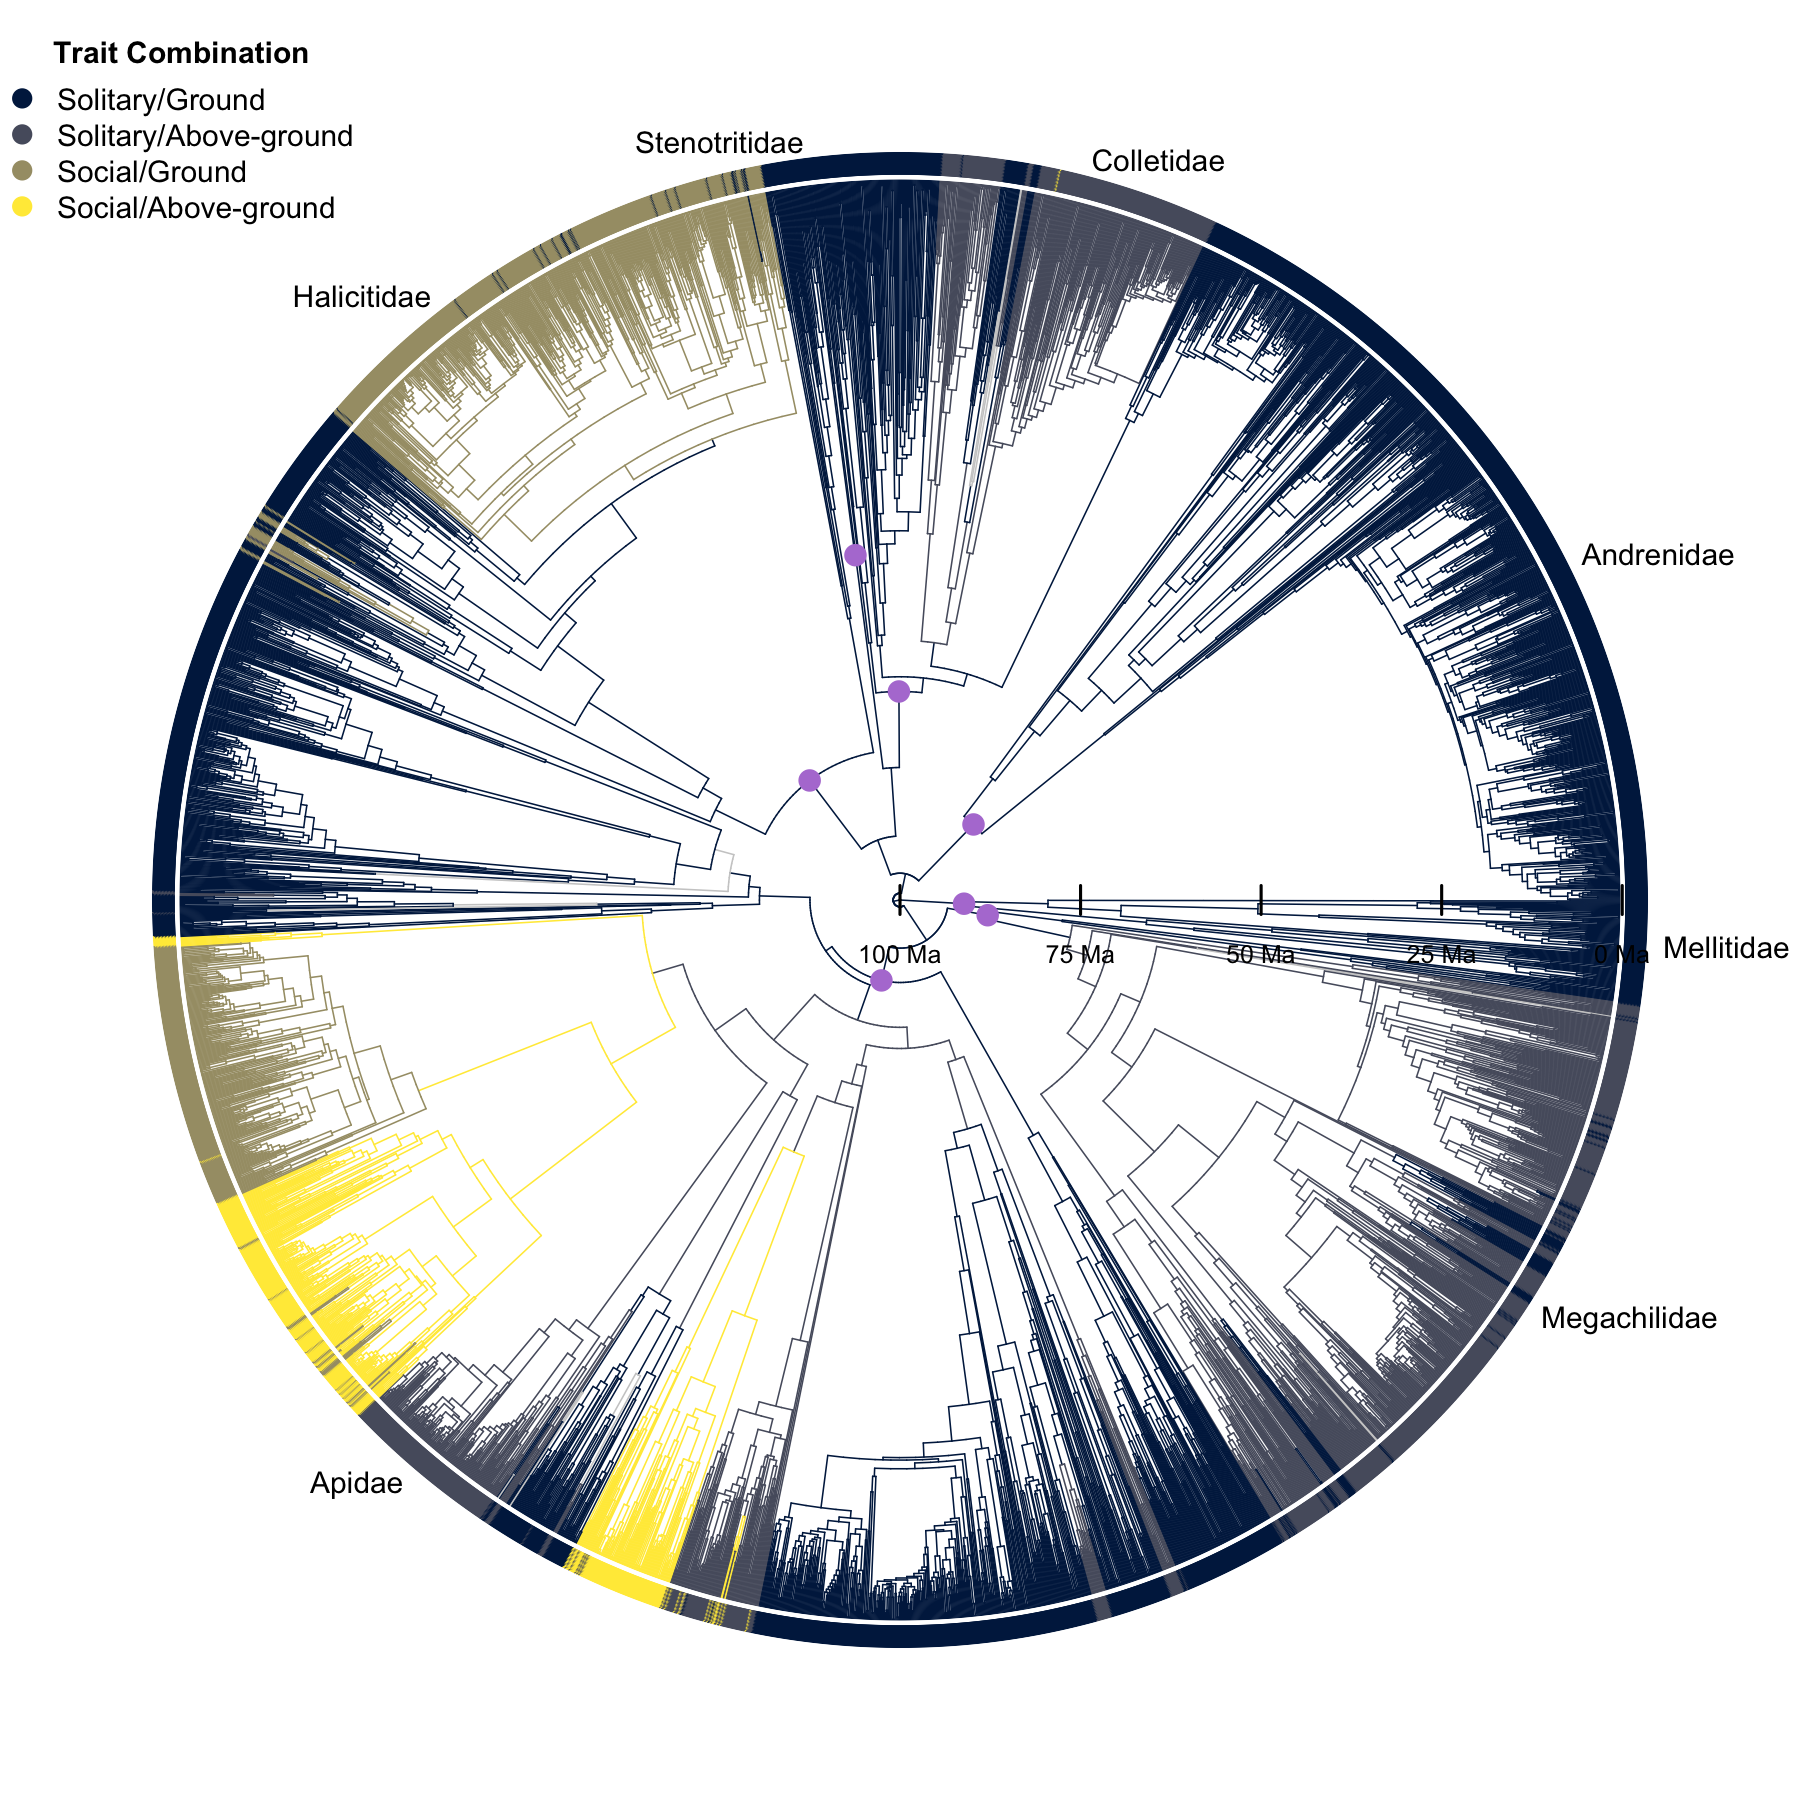 Trait Combination
Solitary/Ground
Solitary/Above-ground
Social/Ground
Social/Above-ground
Stenotritidae
Colletidae
Halicitidae
Andrenidae
100 Ma
75 Ma
50 Ma
25 Ma
0 Ma
Mellitidae
Megachilidae
Apidae